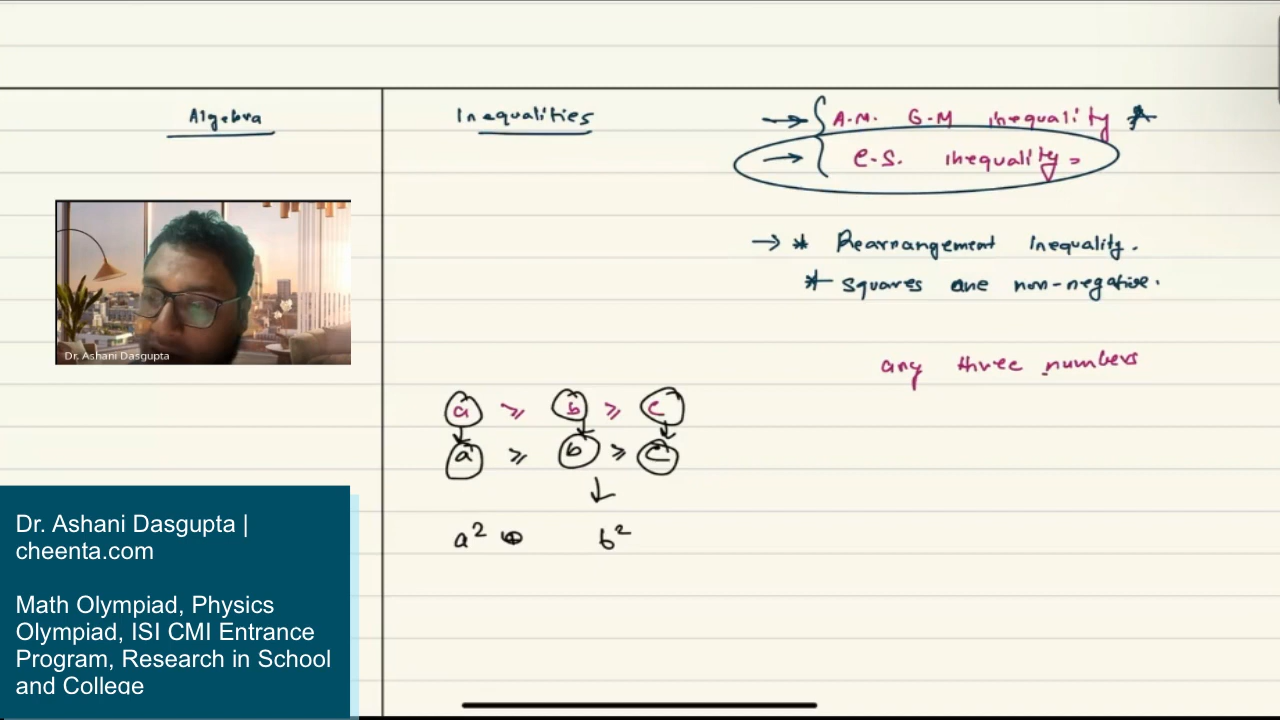 Algebra
Inequalities
→ { A.M. G.M inequality *
→ { C.S. inequality
→ * Rearrangement Inequality.
* squares are non-negative.
any three numbers
a ≥ b ≥ c
a ≥ b ≥ c
a² b²
Dr. Ashani Dasgupta
Dr. Ashani Dasgupta |
cheenta.com
Math Olympiad, Physics
Olympiad, ISI CMI Entrance
Program, Research in School
and College